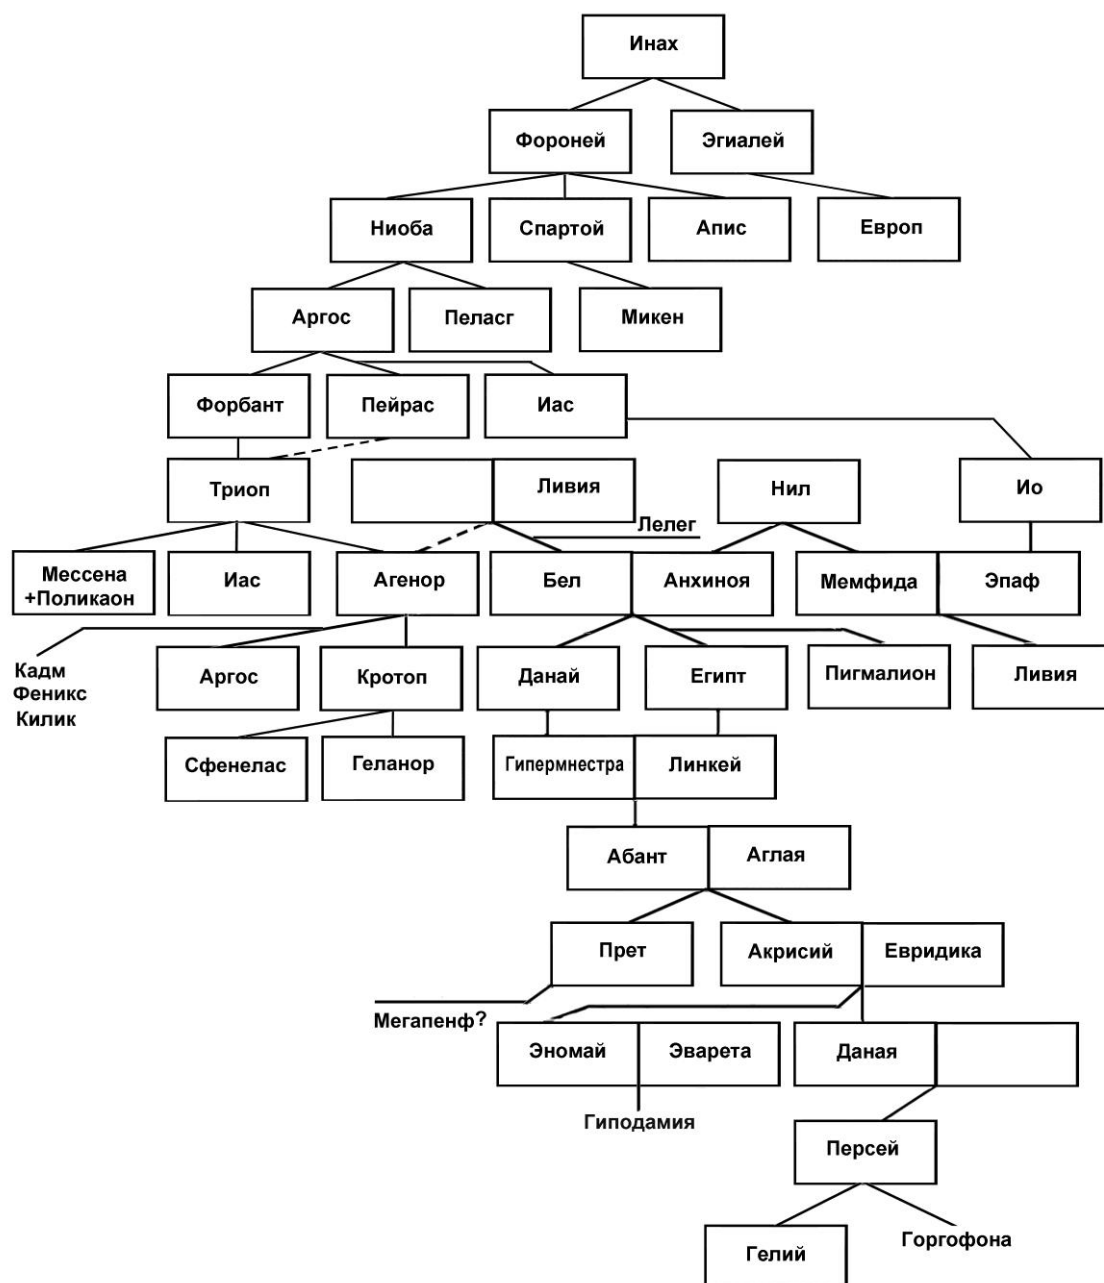 Инах
Фороней
Эгиалей
Ниоба
Спартой
Апис
Европ
Аргос
Пеласг
Микен
Форбант
Пейрас
Иас
Триоп
Ливия
Нил
Ио
Лелег
Мессена
+Поликаон
Иас
Агенор
Бел
Анхиноя
Мемфида
Эпаф
Кадм
Феникс
Килик
Аргос
Кротоп
Данай
Египт
Пигмалион
Ливия
Сфенелас
Геланор
Гипермнестра
Линкей
Абант
Аглая
Прет
Акрисий
Евридика
Мегапенф?
Эномай
Эварета
Даная
Гиподамия
Персей
Гелий
Горгофона